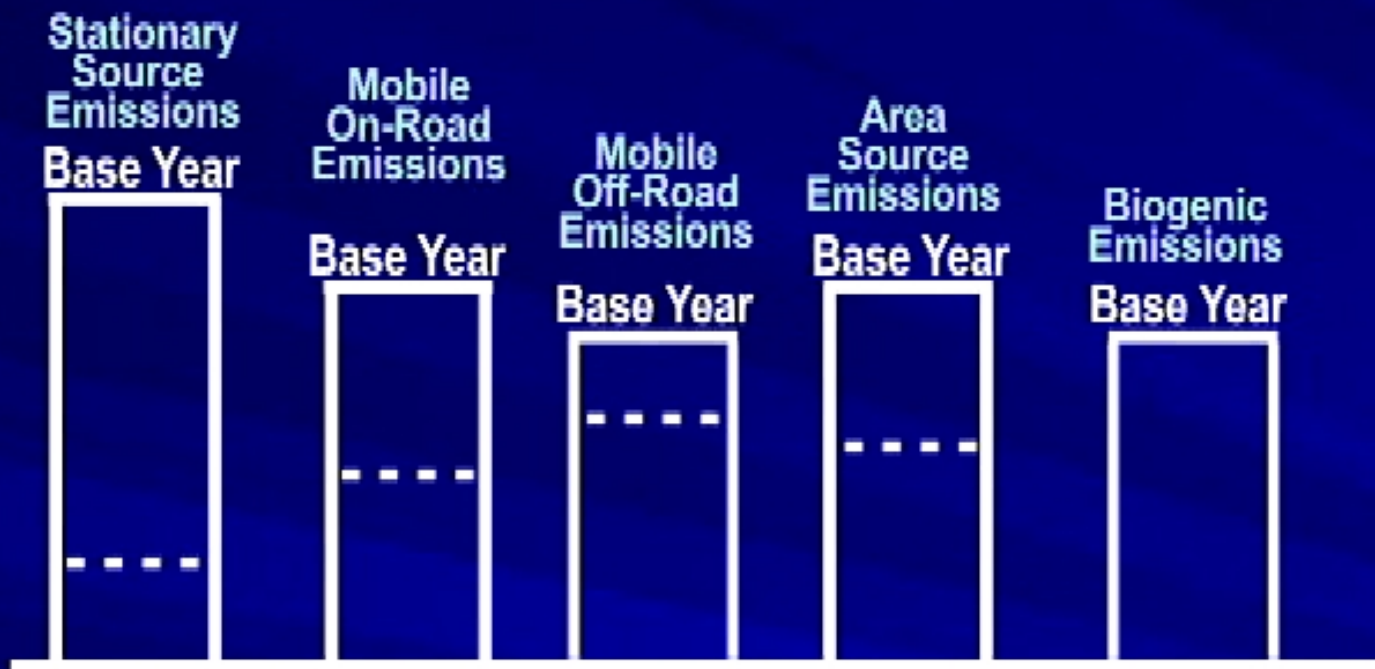 Stationary
Source
Emissions
Base Year
Mobile
On-Road
Emissions
Base Year
Mobile
Off-Road
Emissions
Base Year
Area
Source
Emissions
Base Year
Biogenic
Emissions
Base Year